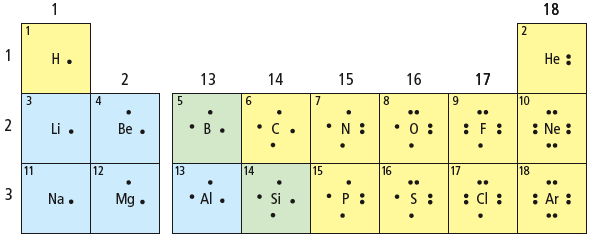 1 18
1 2
1 H He
2 13 14 15 16 17
3 4 5 6 7 8 9 10
2 Li Be B C N O F Ne
11 12 13 14 15 16 17 18
3 Na Mg Al Si P S Cl Ar